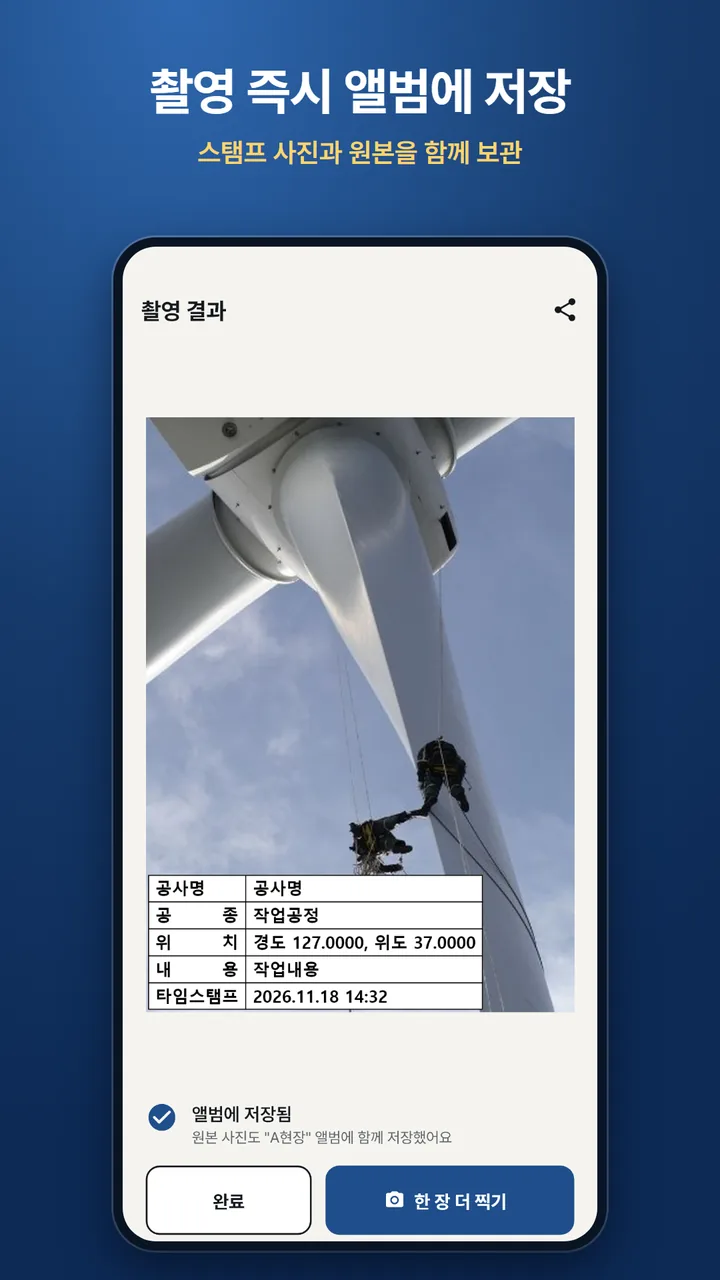 촬영 즉시 앨범에 저장
스탬프 사진과 원본을 함께 보관
촬영 결과
공사명 공사명
공 종 작업공정
위 치 경도 127.0000, 위도 37.0000
내 용 작업내용
타임스탬프 2026.11.18 14:32
앨범에 저장됨
원본 사진도 "A현장" 앨범에 함께 저장했어요
완료
한 장 더 찍기